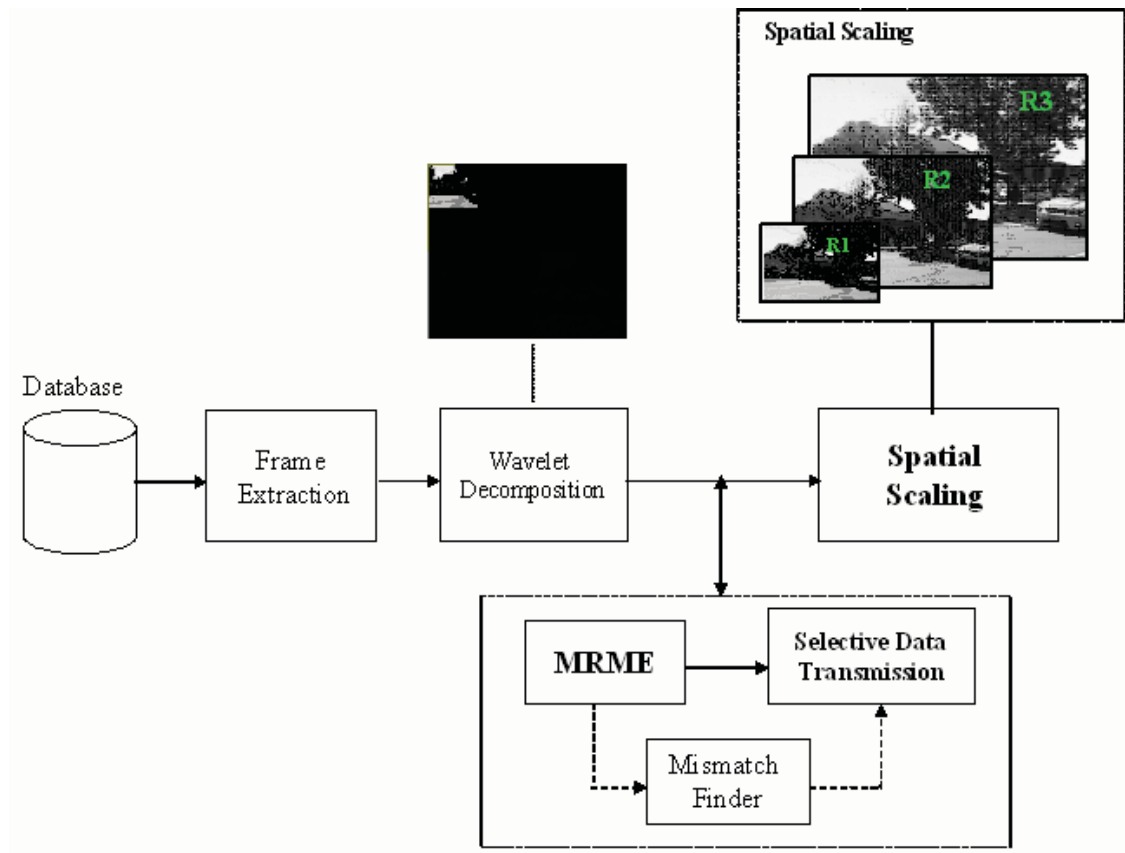 Spatial Scaling
R3
R2
R1
Database
Frame
Extraction
Wavelet
Decomposition
Spatial
Scaling
MRME
Selective Data
Transmission
Mismatch
Finder